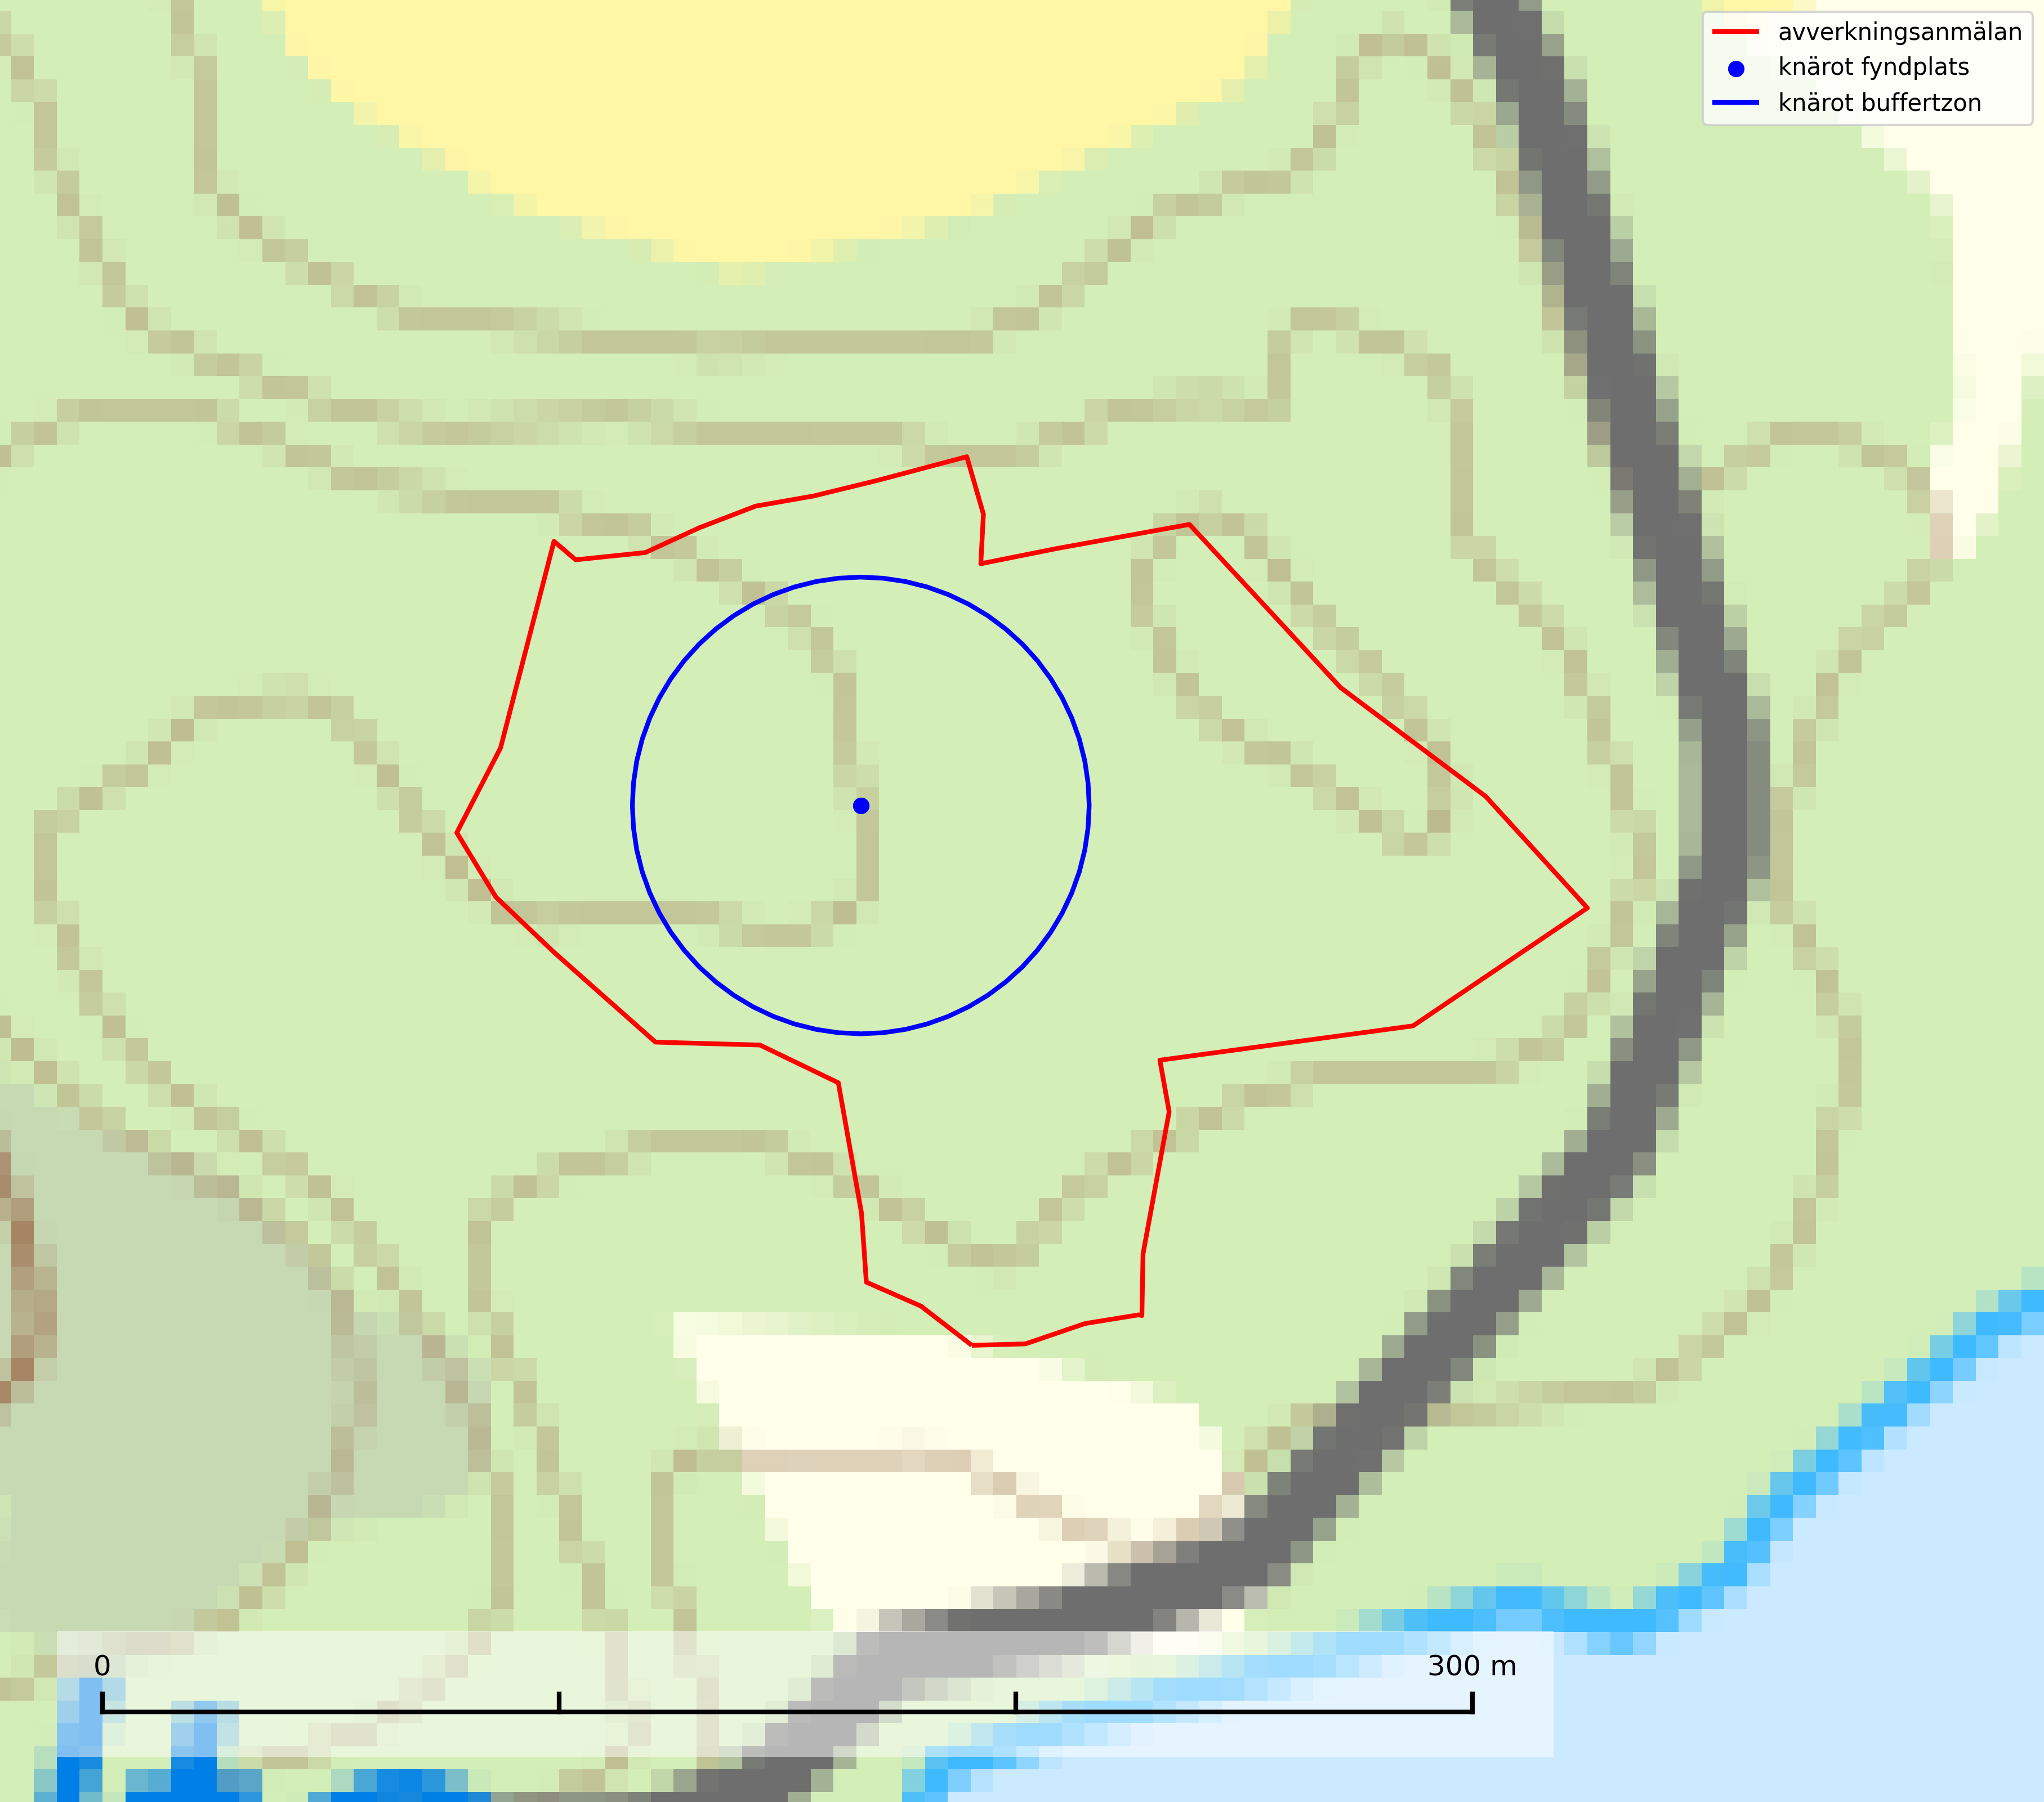 avverkningsanmälan
knärot fyndplats
knärot buffertzon
0
300 m